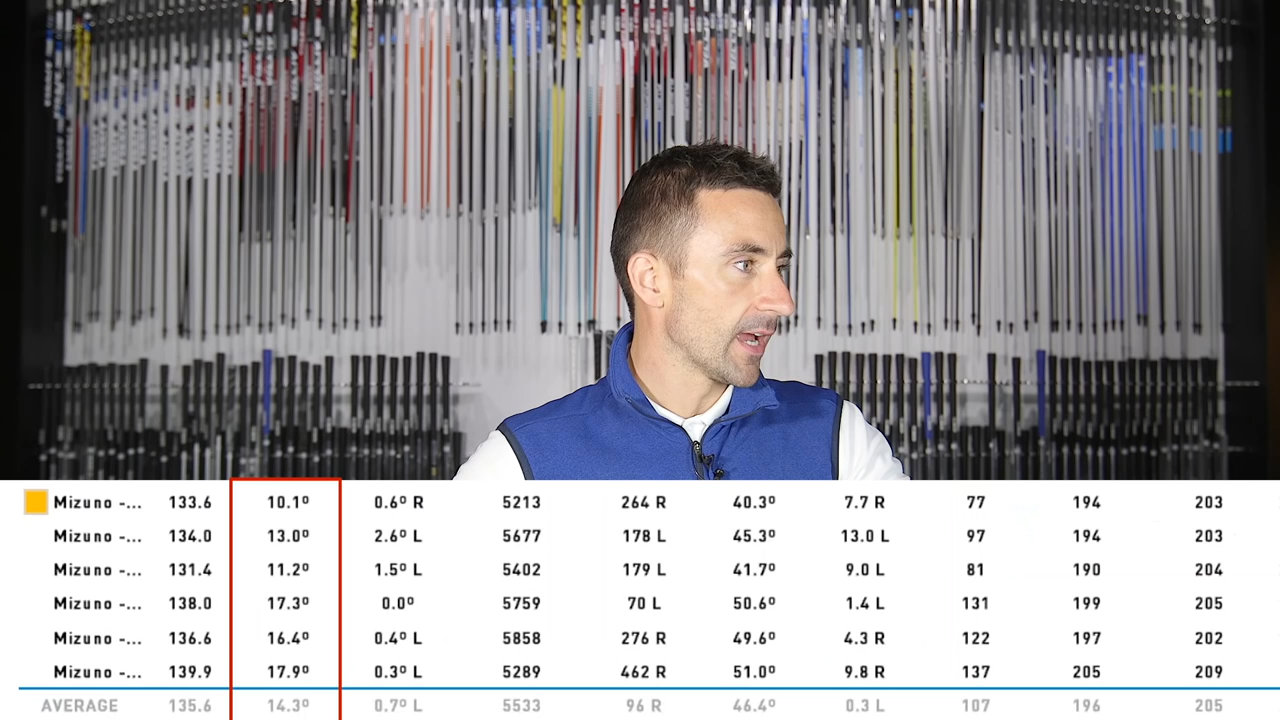 Mizuno -... 133.6 10.1º 0.6º R 5213 264 R 40.3º 7.7 R 77 194 203
Mizuno -... 134.0 13.0º 2.6º L 5677 178 L 45.3º 13.0 L 97 194 203
Mizuno -... 131.4 11.2º 1.5º L 5402 179 L 41.7º 9.0 L 81 190 204
Mizuno -... 138.0 17.3º 0.0º 5759 70 L 50.6º 1.4 L 131 199 205
Mizuno -... 136.6 16.4º 0.4º L 5858 276 R 49.6º 4.3 R 122 197 202
Mizuno -... 139.9 17.9º 0.3º L 5289 462 R 51.0º 9.8 R 137 205 209
AVERAGE 135.6 14.3º 0.7º L 5533 96 R 46.4º 0.3 L 107 196 205